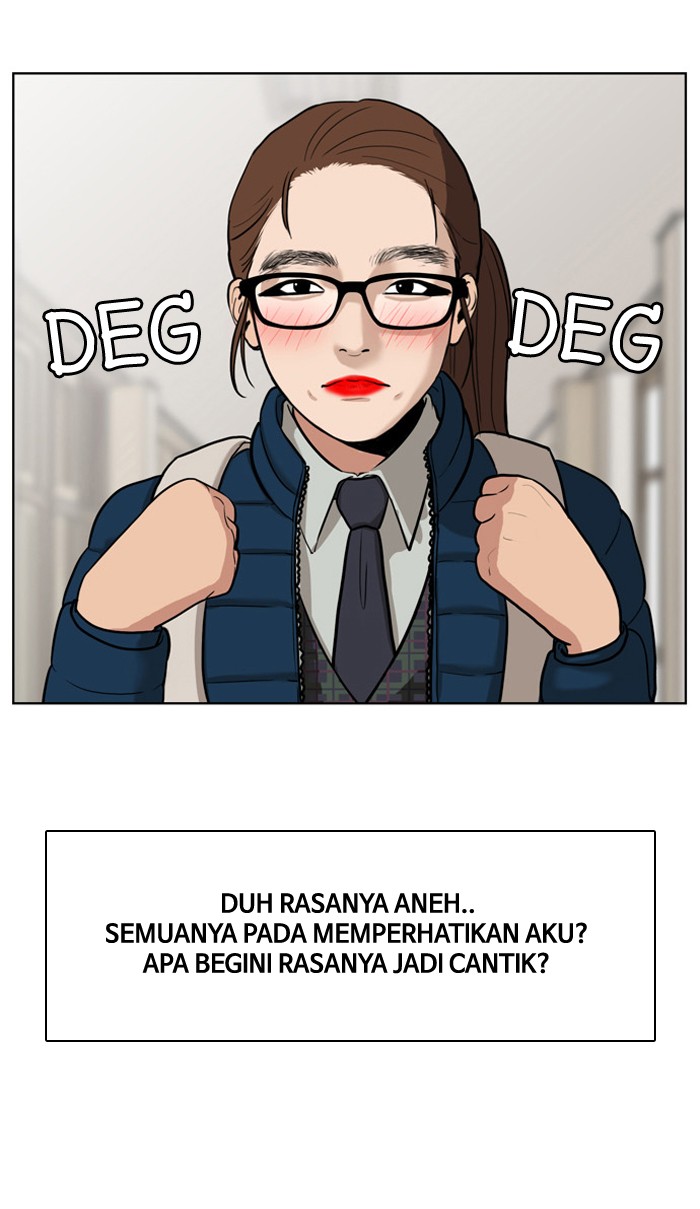 DEG
DEG
DUH RASANYA ANEH..
SEMUANYA PADA MEMPERHATIKAN AKU?
APA BEGINI RASANYA JADI CANTIK?